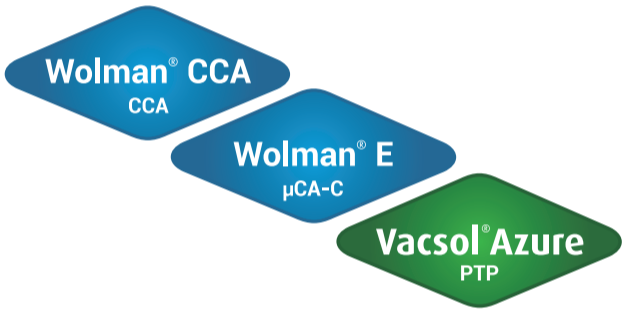 Wolman® CCA
CCA
Wolman® E
µCA-C
Vacsol® Azure
PTP